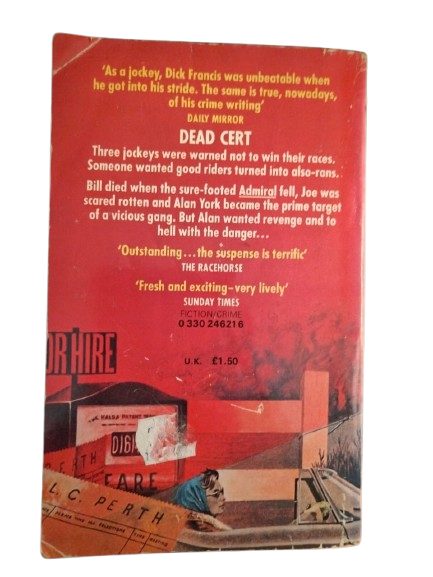 'As a jockey, Dick Francis was unbeatable when
he got into his stride. The same is true, nowadays,
of his crime writing'
DAILY MIRROR
DEAD CERT
Three jockeys were warned not to win their races.
Someone wanted good riders turned into also-rans.
Bill died when the sure-footed Admiral fell, Joe was
scared rotten and Alan York became the prime target
of a vicious gang. But Alan wanted revenge and to
hell with the danger...
'Outstanding...the suspense is terrific'
THE RACEHORSE
'Fresh and exciting–very lively'
SUNDAY TIMES
FICTION/CRIME
0 330 24621 6
U.K. £1.50
OR HIRE
FARE
L. C. PERTH